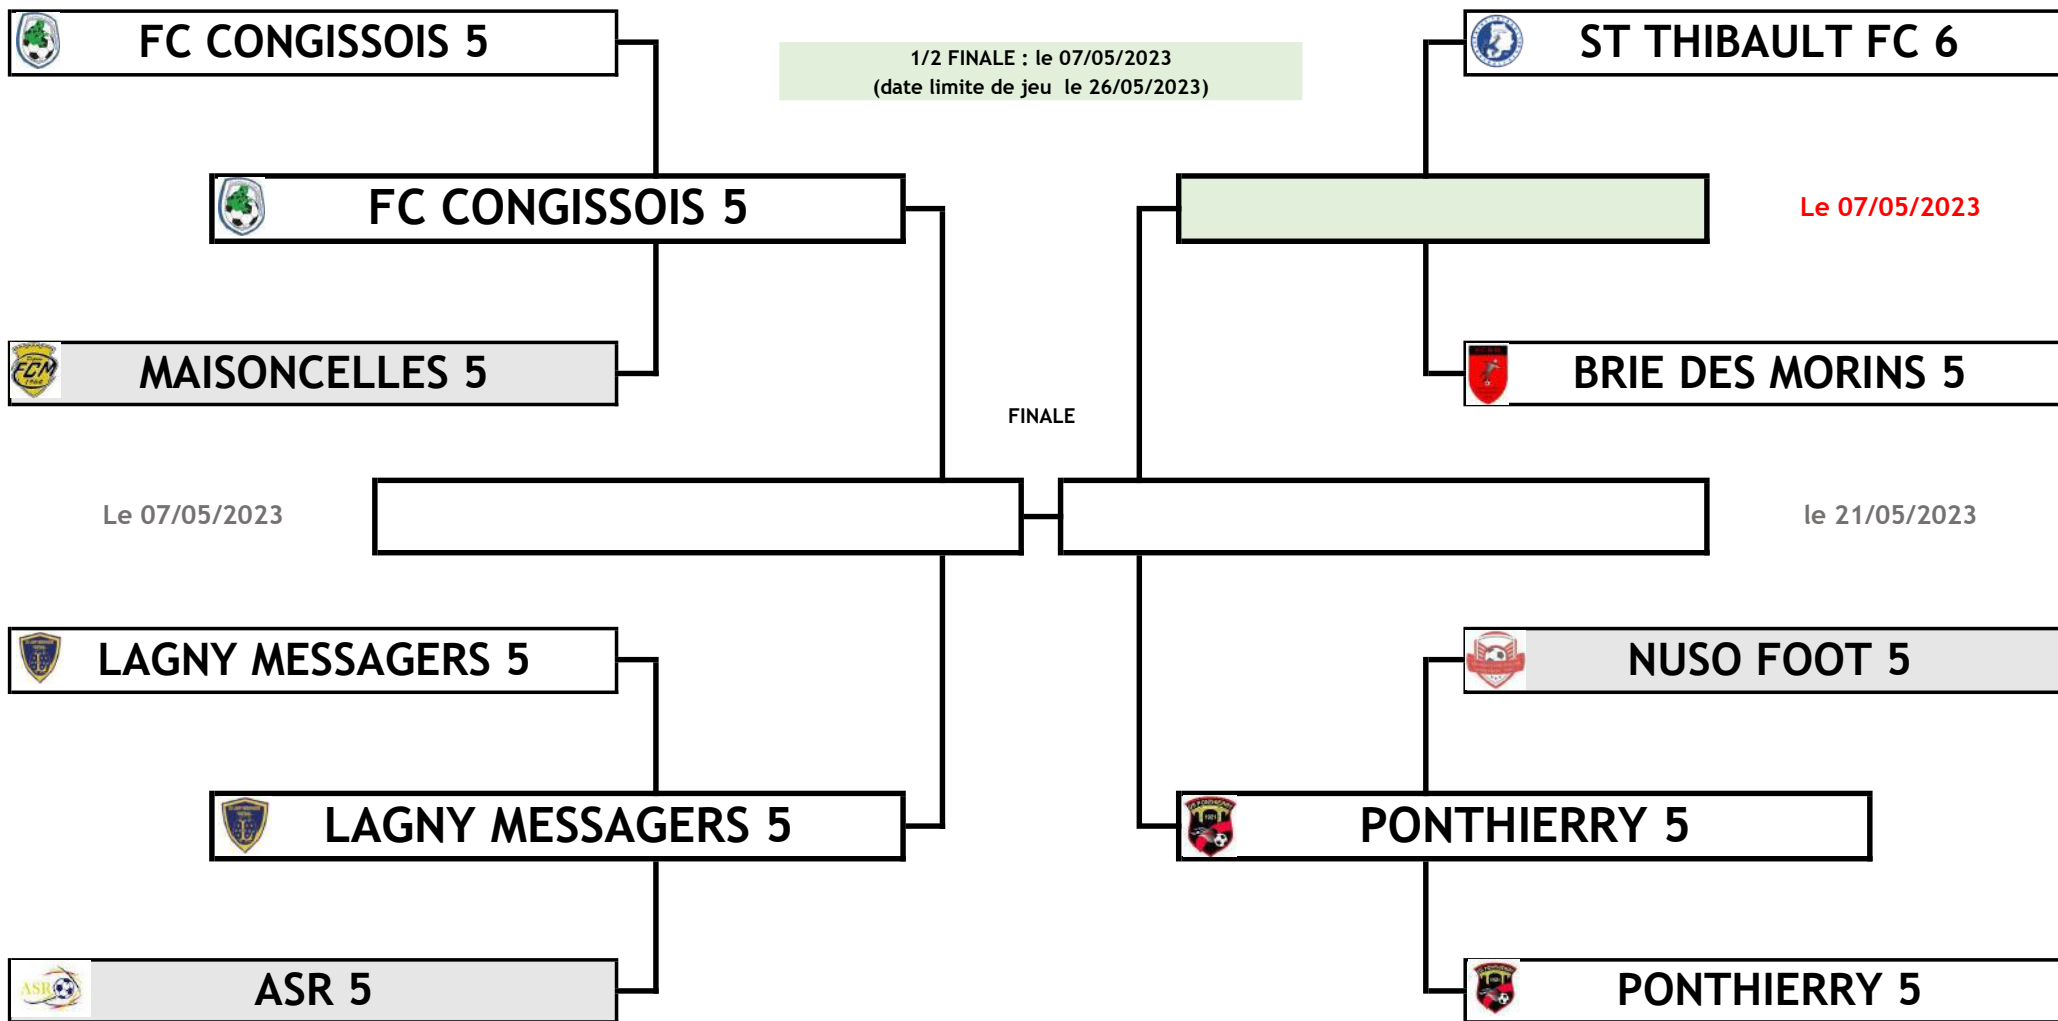 FC CONGISSOIS 5
1/2 FINALE : le 07/05/2023
(date limite de jeu le 26/05/2023)
ST THIBAULT FC 6
FC CONGISSOIS 5
Le 07/05/2023
MAISONCELLES 5
BRIE DES MORINS 5
FINALE
Le 07/05/2023
le 21/05/2023
LAGNY MESSAGERS 5
NUSO FOOT 5
LAGNY MESSAGERS 5
PONTHIERRY 5
ASR
ASR 5
PONTHIERRY 5